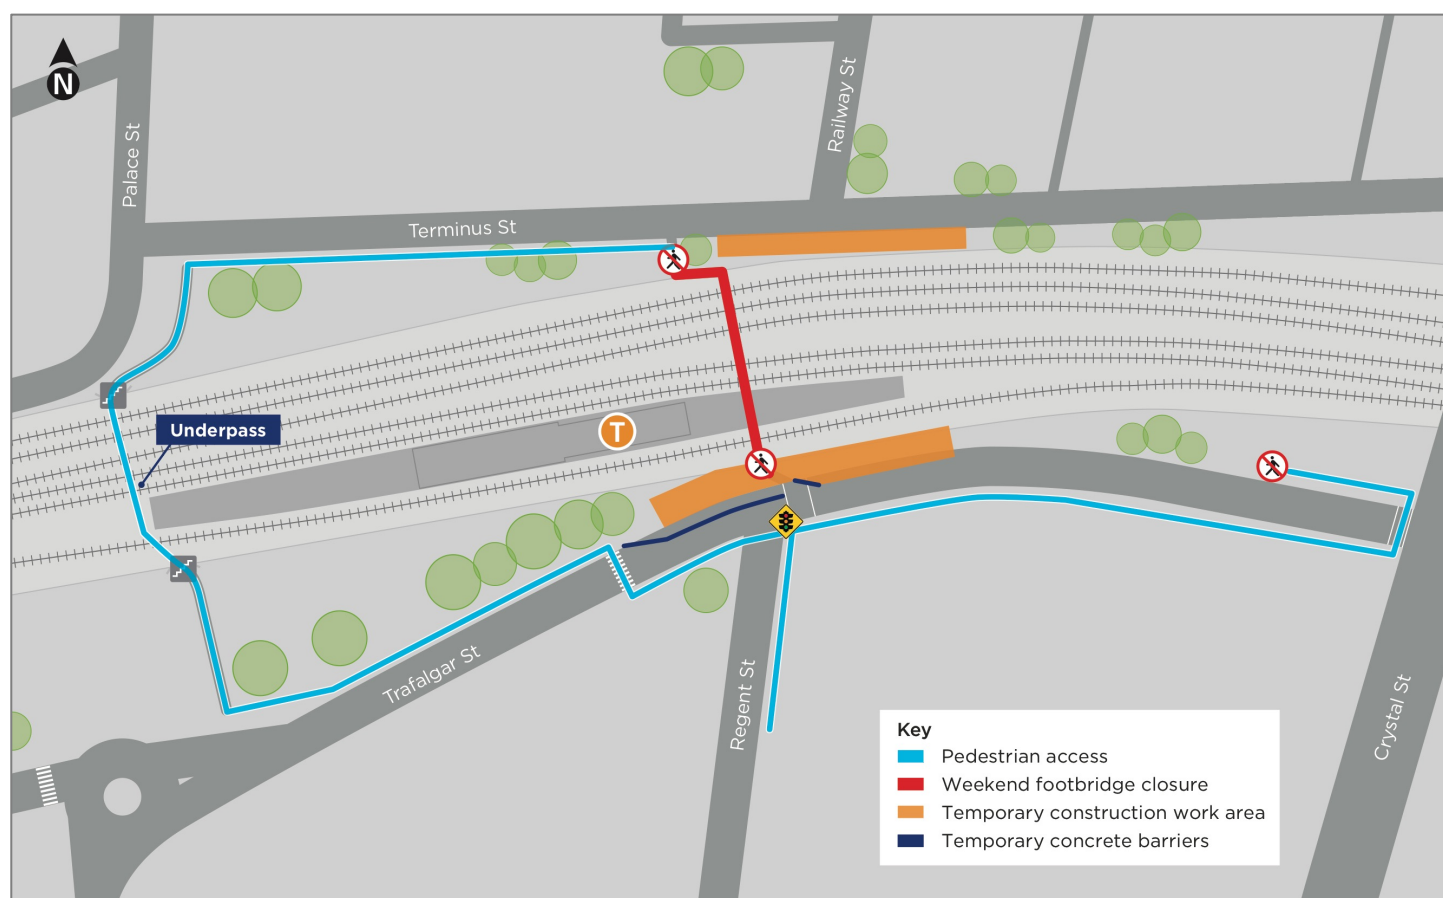 N
Palace St
Railway St
Terminus St
Underpass
T
Trafalgar St
Regent St
Crystal St
Key
Pedestrian access
Weekend footbridge closure
Temporary construction work area
Temporary concrete barriers